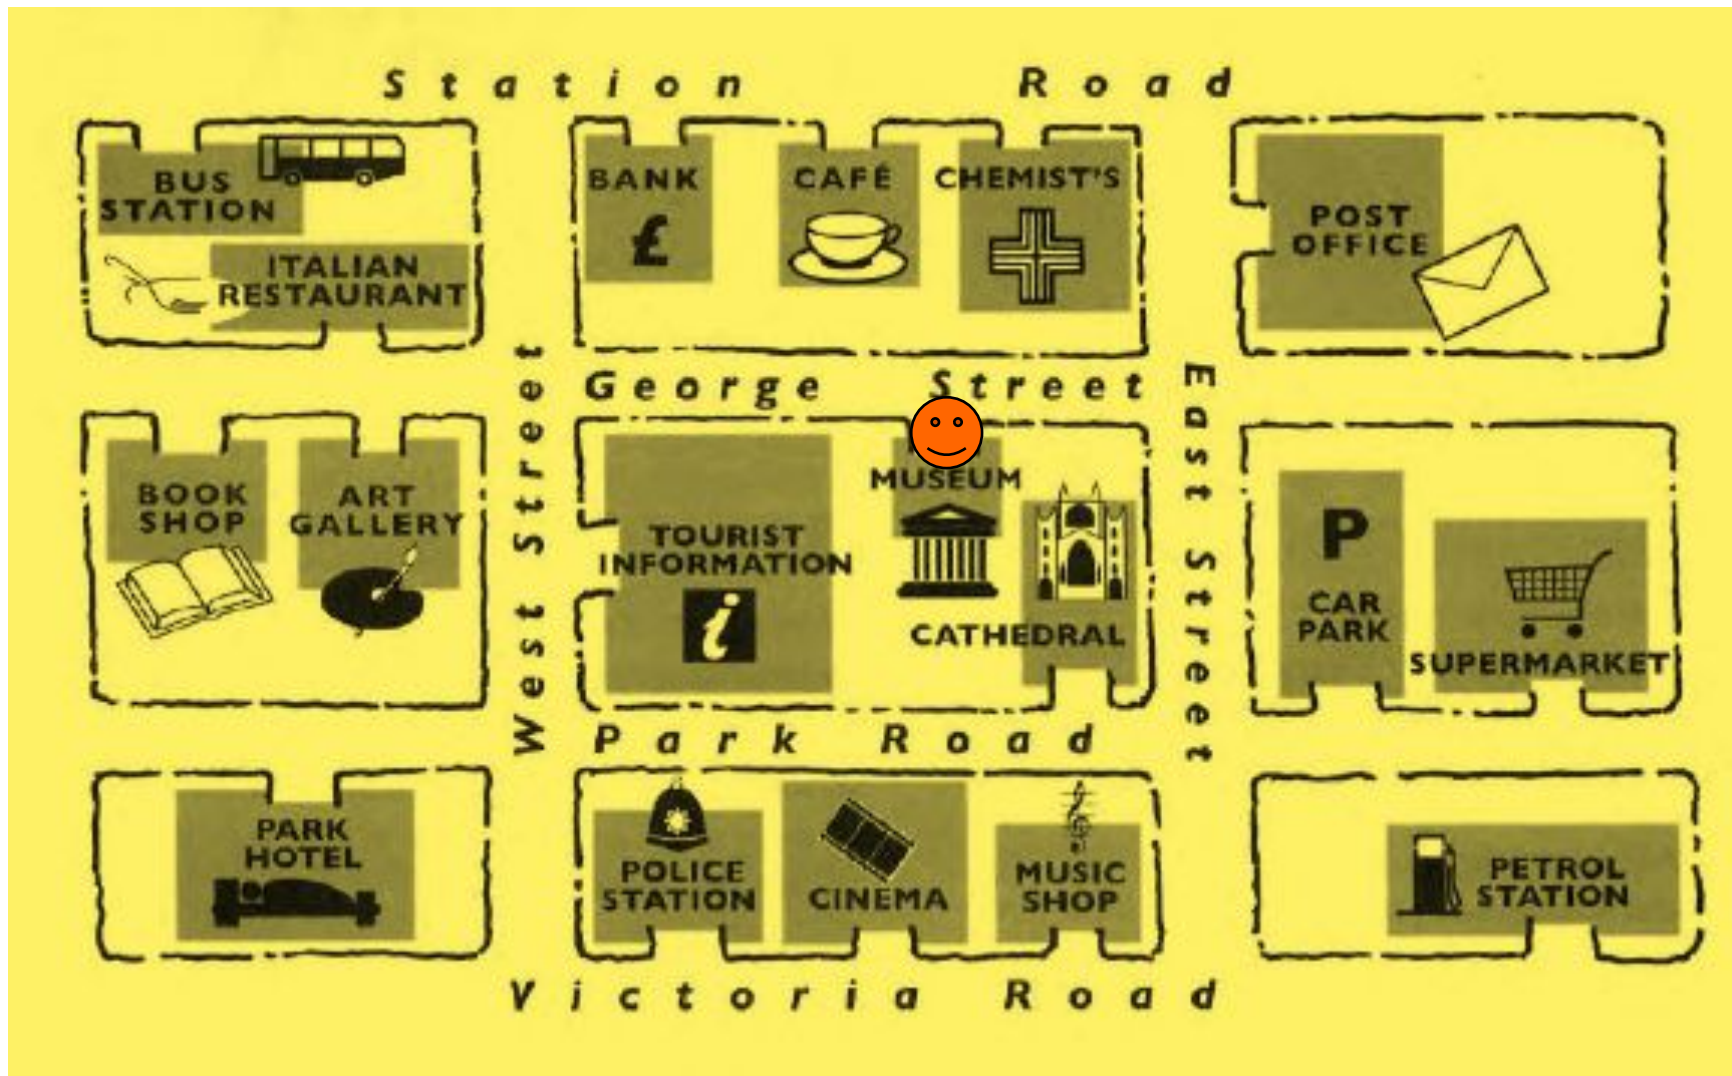 Station Road
BUS
STATION
ITALIAN
RESTAURANT
BANK
£
CAFÉ
CHEMIST'S
POST
OFFICE
George Street
West Street
East Street
BOOK
SHOP
ART
GALLERY
TOURIST
INFORMATION
i
MUSEUM
CATHEDRAL
P
CAR
PARK
SUPERMARKET
Park Road
PARK
HOTEL
POLICE
STATION
CINEMA
MUSIC
SHOP
PETROL
STATION
Victoria Road